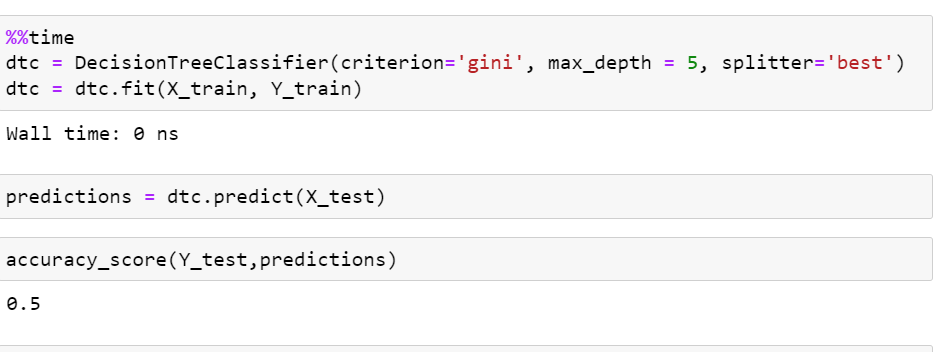 %%time
dtc = DecisionTreeClassifier(criterion='gini', max_depth = 5, splitter='best')
dtc = dtc.fit(X_train, Y_train)
Wall time: 0 ns
predictions = dtc.predict(X_test)
accuracy_score(Y_test,predictions)
0.5